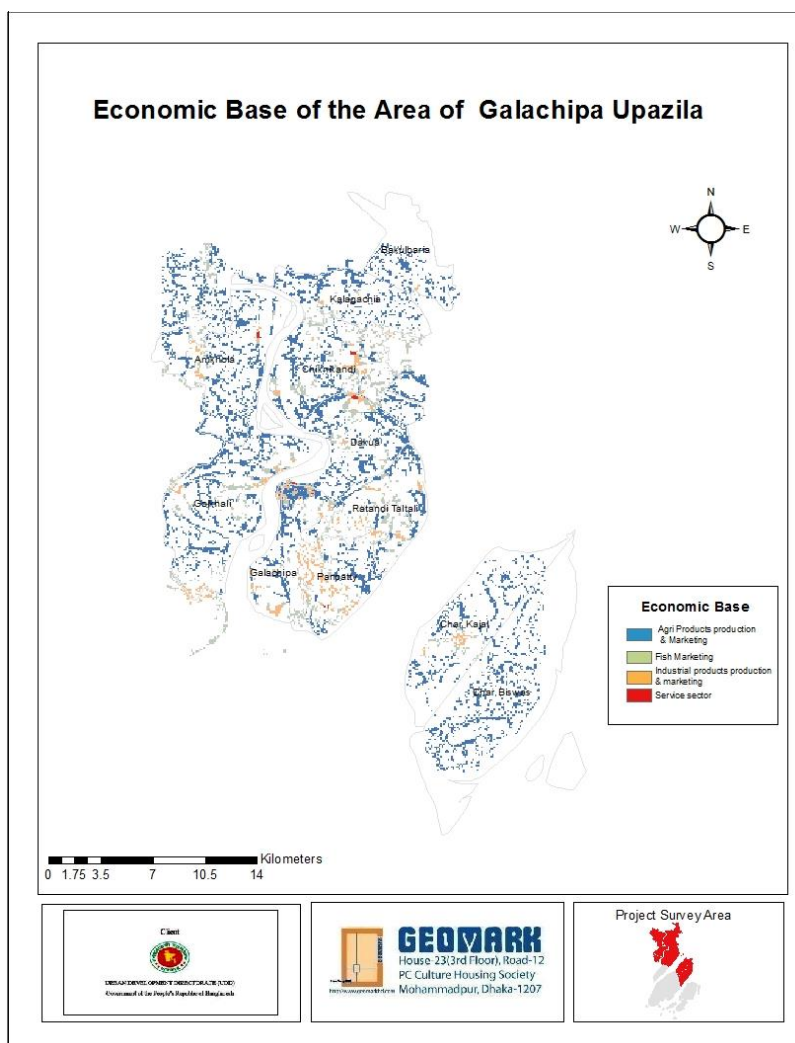 Economic Base of the Area of Galachipa Upazila
N
W
E
S
Bakulbaria
Kalagachia
Amkhola
Chiknikandi
Dakua
Golkhali
Ratandi Taltali
Galachipa
Panpatty
Char Kajal
Char Biswas
Economic Base
Agri Products production
& Marketing
Fish Marketing
Industrial products production
& marketing
Service sector
Kilometers
0 1.75 3.5 7 10.5 14
Client
URBAN DEVELOPMENT DIRECTORATE (UDD)
Government of the People's Republic of Bangladesh
GEOMARK
House-23(3rd Floor), Road-12
PC Culture Housing Society
Mohammadpur, Dhaka-1207
Project Survey Area